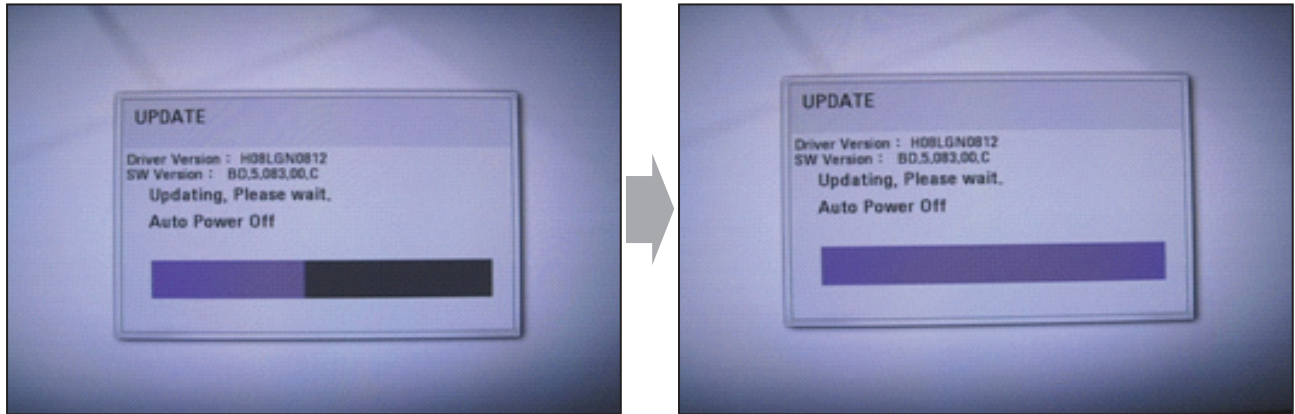 UPDATE
Driver Version : H08LGN0812
SW Version : BD,5,083,00,C
Updating, Please wait.
Auto Power Off
UPDATE
Driver Version : H08LGN0812
SW Version : BD,5,083,00,C
Updating, Please wait.
Auto Power Off